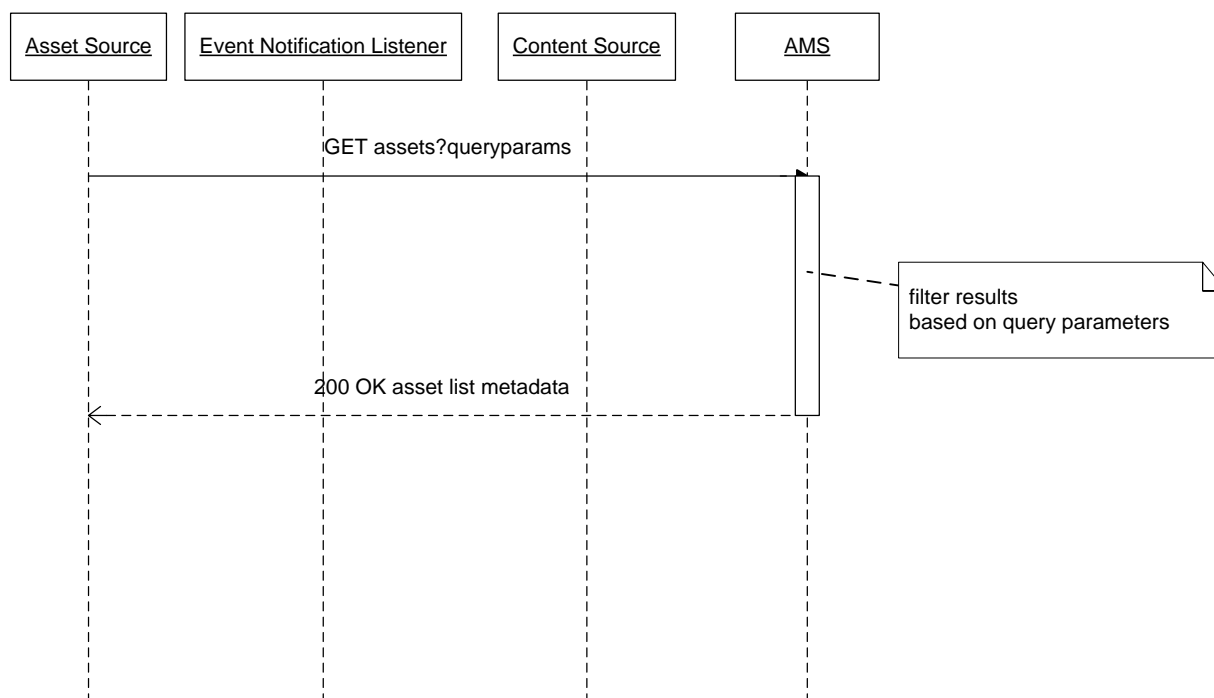 Asset Source
Event Notification Listener
Content Source
AMS
GET assets?queryparams
filter results
based on query parameters
200 OK asset list metadata